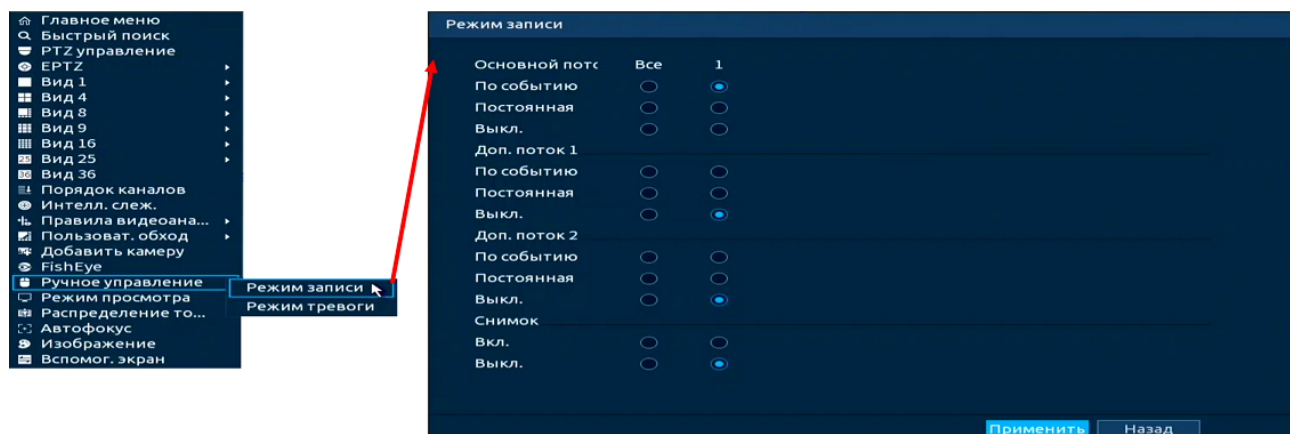 Главное меню
Быстрый поиск
PTZ управление
EPTZ
Вид 1
Вид 4
Вид 8
Вид 9
Вид 16
25 Вид 25
36 Вид 36
Порядок каналов
Интелл. слеж.
Правила видеоана...
Пользоват. обход
Добавить камеру
FishEye
Ручное управление
Режим просмотра
Распределение то...
Автофокус
Изображение
Вспомог. экран
Режим записи
Режим тревоги
Режим записи
Основной пото Все 1
По событию
Постоянная
Выкл.
Доп. поток 1
По событию
Постоянная
Выкл.
Доп. поток 2
По событию
Постоянная
Выкл.
Снимок
Вкл.
Выкл.
Применить Назад